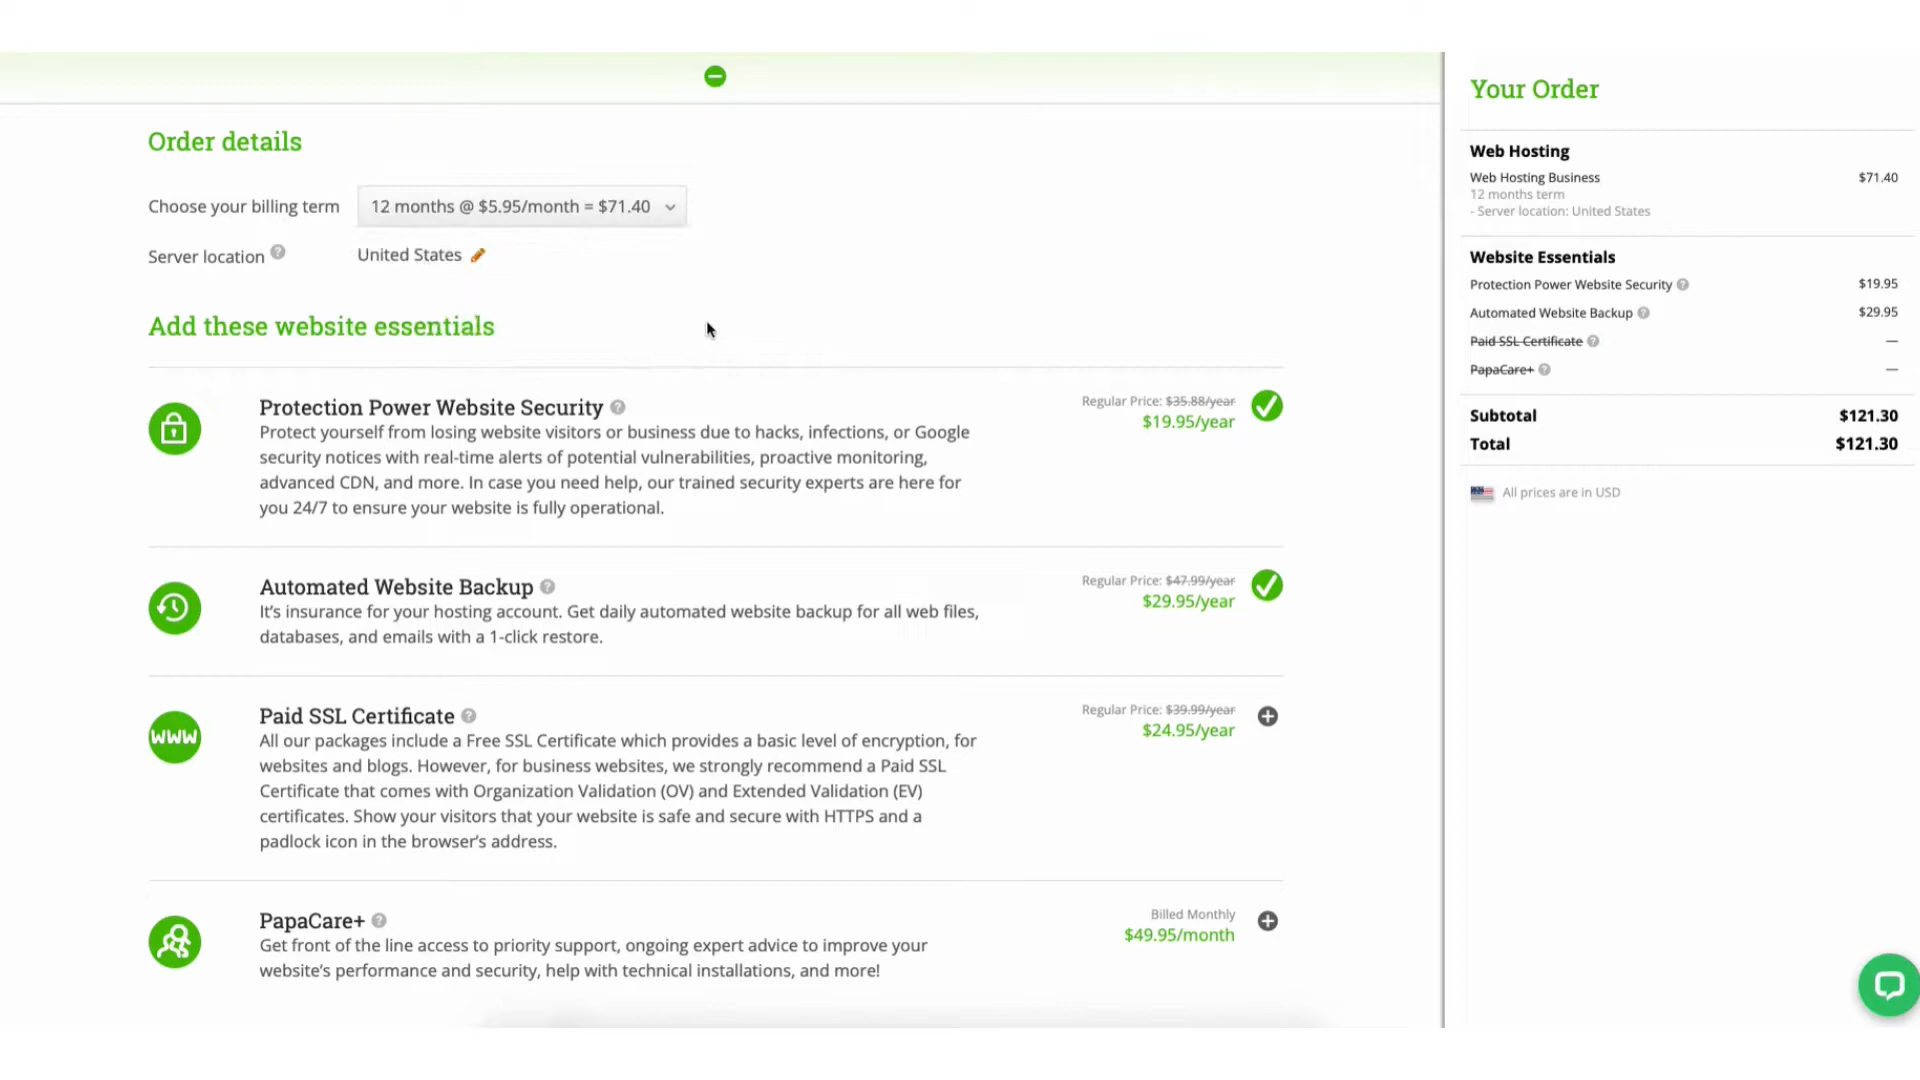 Order details
Choose your billing term 12 months @ $5.95/month = $71.40
Server location ? United States
Add these website essentials
Protection Power Website Security ?
Regular Price: $35.88/year
$19.95/year
Protect yourself from losing website visitors or business due to hacks, infections, or Google
security notices with real-time alerts of potential vulnerabilities, proactive monitoring,
advanced CDN, and more. In case you need help, our trained security experts are here for
you 24/7 to ensure your website is fully operational.
Automated Website Backup ?
Regular Price: $47.99/year
$29.95/year
It's insurance for your hosting account. Get daily automated website backup for all web files,
databases, and emails with a 1-click restore.
www
Paid SSL Certificate ?
Regular Price: $39.99/year
$24.95/year
All our packages include a Free SSL Certificate which provides a basic level of encryption, for
websites and blogs. However, for business websites, we strongly recommend a Paid SSL
Certificate that comes with Organization Validation (OV) and Extended Validation (EV)
certificates. Show your visitors that your website is safe and secure with HTTPS and a
padlock icon in the browser's address.
PapaCare+ ?
Billed Monthly
$49.95/month
Get front of the line access to priority support, ongoing expert advice to improve your
website's performance and security, help with technical installations, and more!
Your Order
Web Hosting
Web Hosting Business $71.40
12 months term
- Server location: United States
Website Essentials
Protection Power Website Security ? $19.95
Automated Website Backup ? $29.95
Paid SSL Certificate ? —
PapaCare+ ? —
Subtotal $121.30
Total $121.30
All prices are in USD